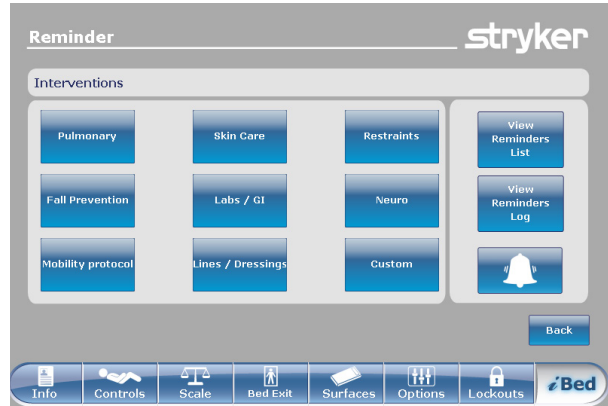 Reminder
stryker
Interventions
Pulmonary
Skin Care
Restraints
View
Reminders
List
Fall Prevention
Labs / GI
Neuro
View
Reminders
Log
Mobility protocol
Lines / Dressings
Custom
Back
Info
Controls
Scale
Bed Exit
Surfaces
Options
Lockouts
iBed